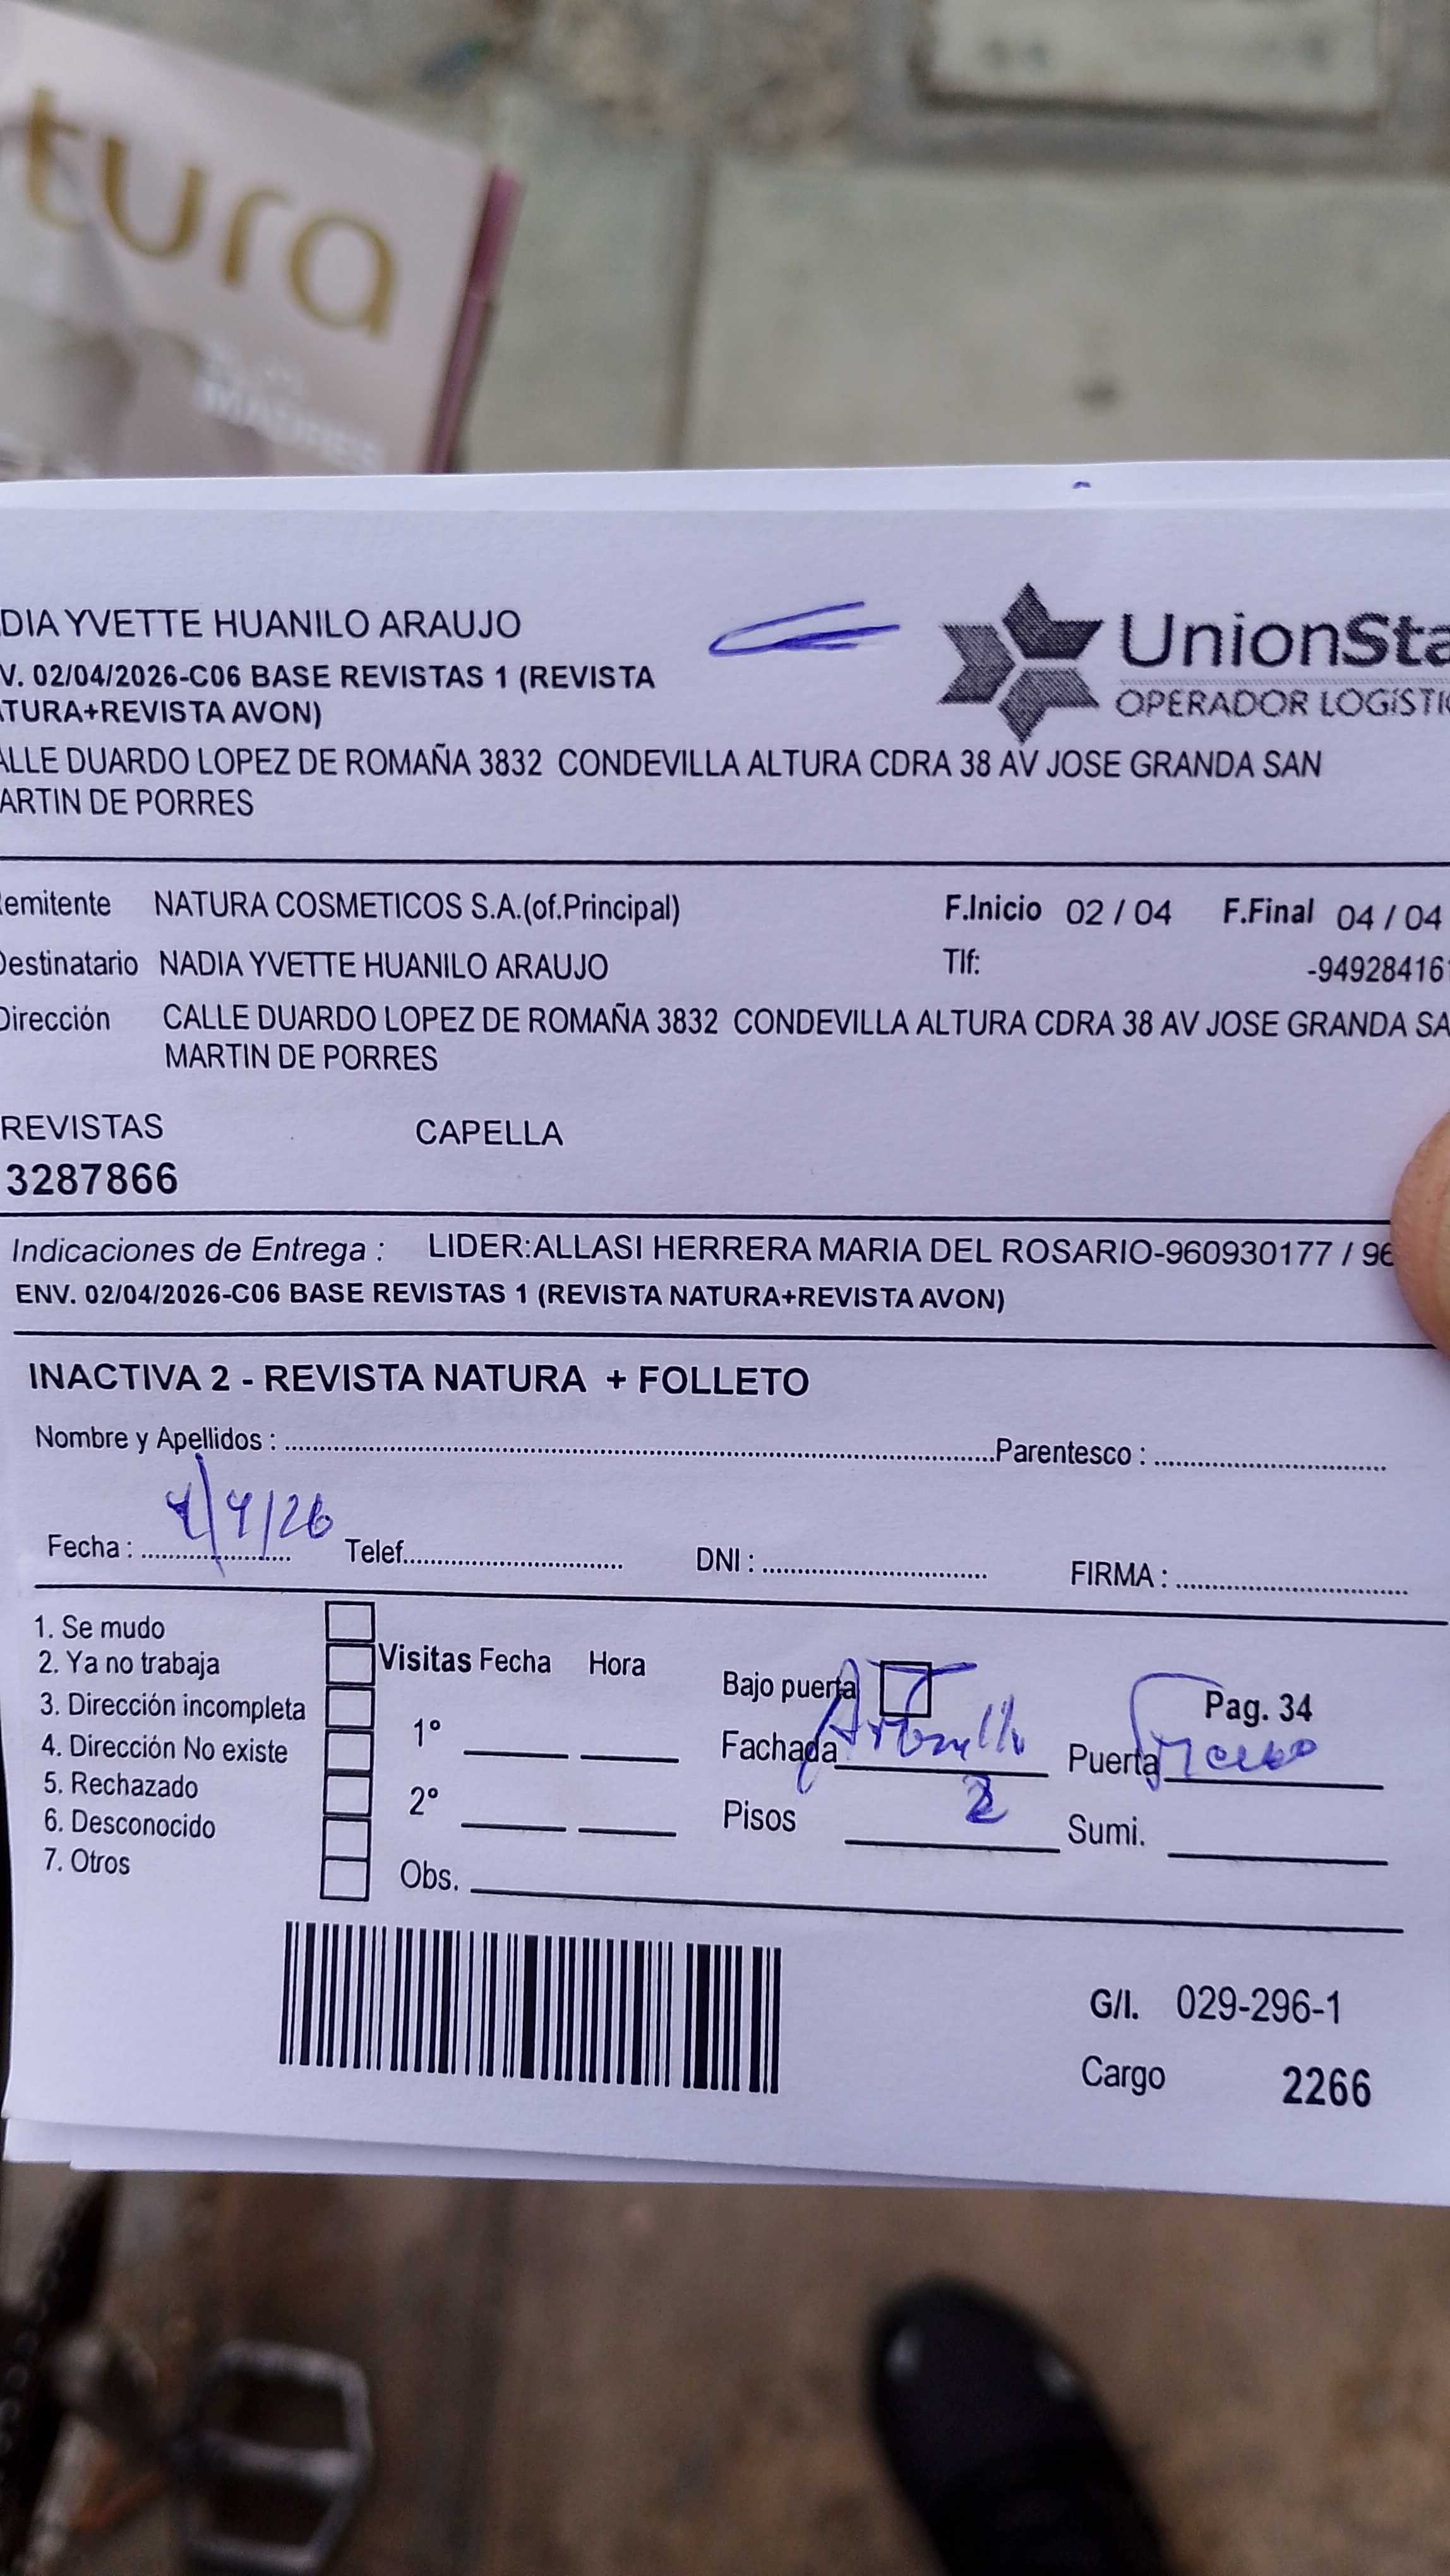 tura
MADRES
DIA YVETTE HUANILO ARAUJO
V. 02/04/2026-C06 BASE REVISTAS 1 (REVISTA
TURA+REVISTA AVON)
ALLE DUARDO LOPEZ DE ROMAÑA 3832 CONDEVILLA ALTURA CDRA 38 AV JOSE GRANDA SAN
ARTIN DE PORRES
UnionSta
OPERADOR LOGÍSTIC
emitente NATURA COSMETICOS S.A.(of.Principal) F.Inicio 02 / 04 F.Final 04 / 04
Destinatario NADIA YVETTE HUANILO ARAUJO Tlf: -949284161
Dirección CALLE DUARDO LOPEZ DE ROMAÑA 3832 CONDEVILLA ALTURA CDRA 38 AV JOSE GRANDA SA
MARTIN DE PORRES
REVISTAS CAPELLA
3287866
Indicaciones de Entrega : LIDER:ALLASI HERRERA MARIA DEL ROSARIO-960930177 / 96
ENV. 02/04/2026-C06 BASE REVISTAS 1 (REVISTA NATURA+REVISTA AVON)
INACTIVA 2 - REVISTA NATURA + FOLLETO
Nombre y Apellidos : Parentesco :
Fecha : 4/4/26 Telef. DNI : FIRMA :
1. Se mudo
2. Ya no trabaja
3. Dirección incompleta
4. Dirección No existe
5. Rechazado
6. Desconocido
7. Otros
Visitas Fecha Hora
1°
2°
Obs.
Bajo puerta
Fachada
Pisos 2
Pag. 34
Puerta
Sumi.
G/I. 029-296-1
Cargo 2266